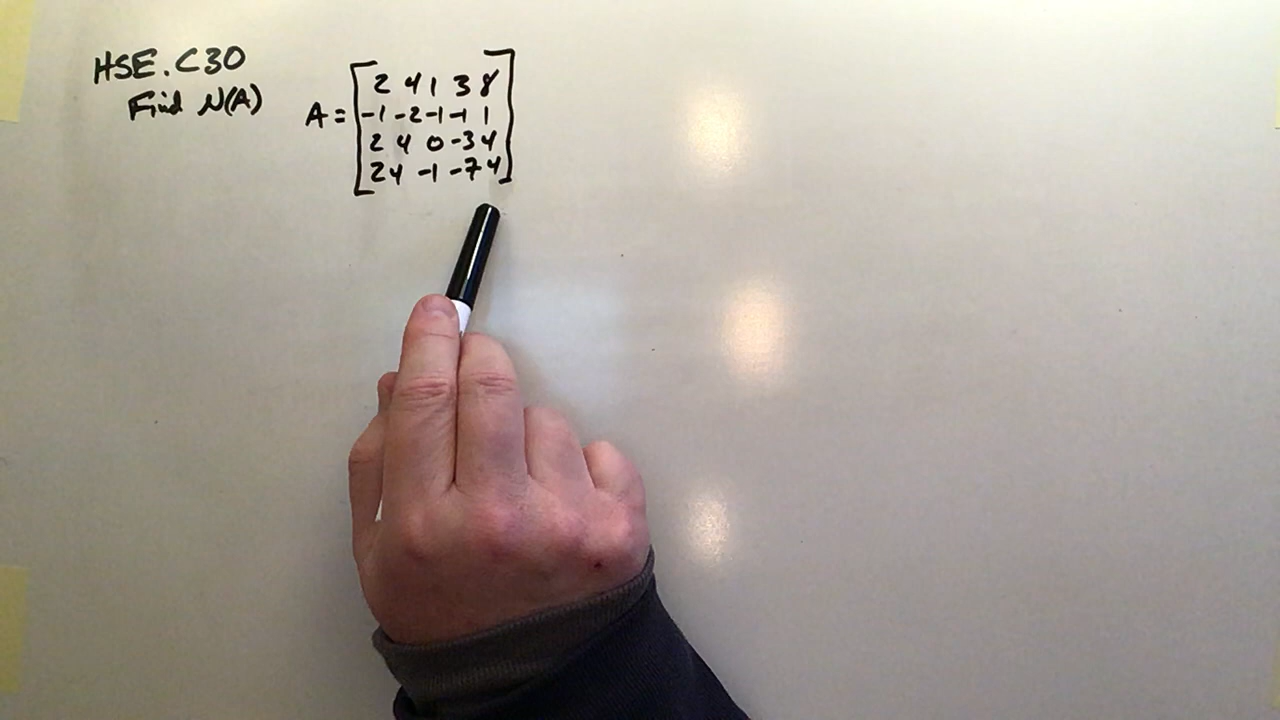 HSE.C30
Find N(A)
A = [2 4 1 3 8
-1 -2 -1 -1 1
2 4 0 -3 4
2 4 -1 -7 4]